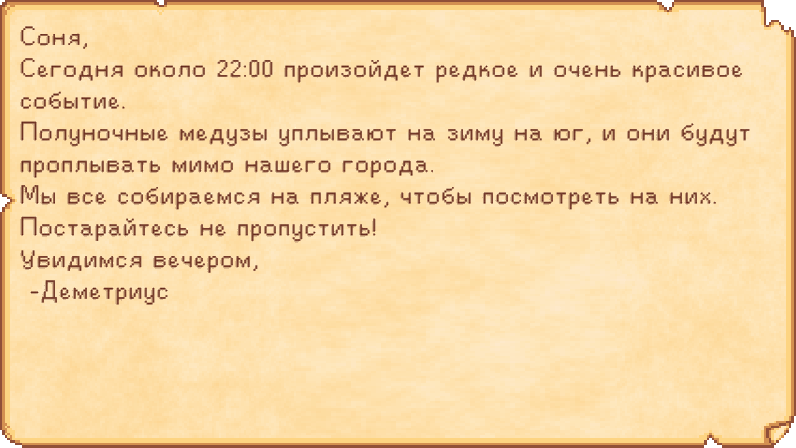 Соня,
Сегодня около 22:00 произойдет редкое и очень красивое
событие.
Полуночные медузы уплывают на зиму на юг, и они будут
проплывать мимо нашего города.
Мы все собираемся на пляже, чтобы посмотреть на них.
Постарайтесь не пропустить!
Увидимся вечером,
-Деметриус